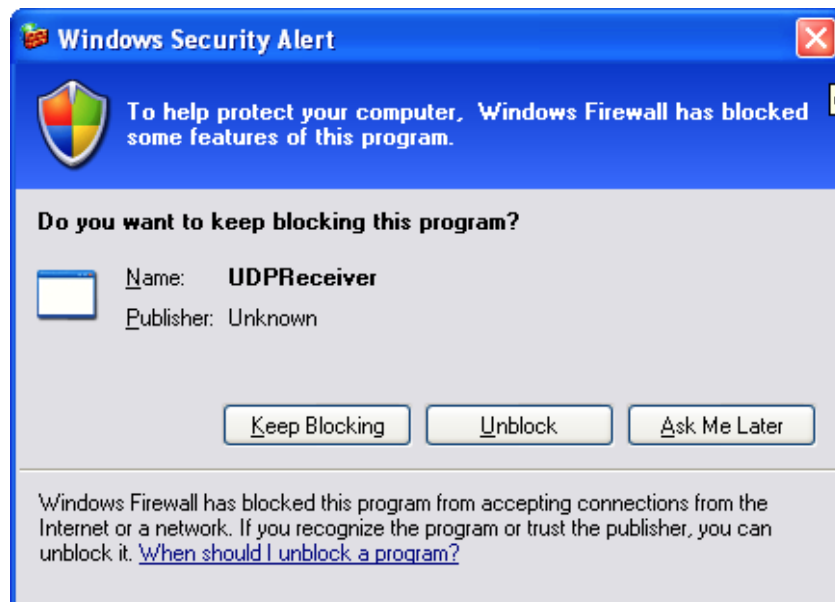 Windows Security Alert
To help protect your computer, Windows Firewall has blocked
some features of this program.
Do you want to keep blocking this program?
Name: UDPReceiver
Publisher: Unknown
Keep Blocking Unblock Ask Me Later
Windows Firewall has blocked this program from accepting connections from the
Internet or a network. If you recognize the program or trust the publisher, you can
unblock it. When should I unblock a program?